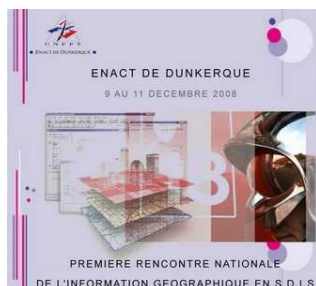 CNFPT
ENACT DE DUNKERQUE
ENACT DE DUNKERQUE
9 AU 11 DECEMBRE 2008
18
PREMIERE RENCONTRE NATIONALE
DE L'INFORMATION GEOGRAPHIQUE EN S D I S